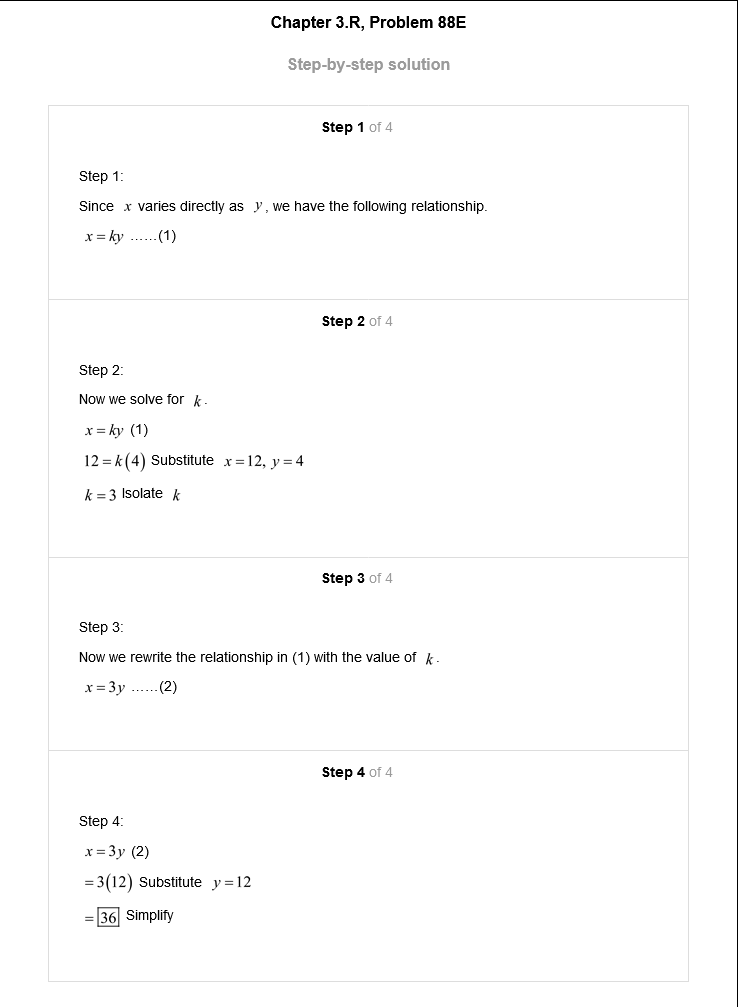 Chapter 3.R, Problem 88E
Step-by-step solution
Step 1 of 4
Step 1:
Since x varies directly as y, we have the following relationship.
x = ky ……(1)
Step 2 of 4
Step 2:
Now we solve for k.
x = ky (1)
12 = k(4) Substitute x = 12, y = 4
k = 3 Isolate k
Step 3 of 4
Step 3:
Now we rewrite the relationship in (1) with the value of k.
x = 3y ……(2)
Step 4 of 4
Step 4:
x = 3y (2)
= 3(12) Substitute y = 12
= 36 Simplify